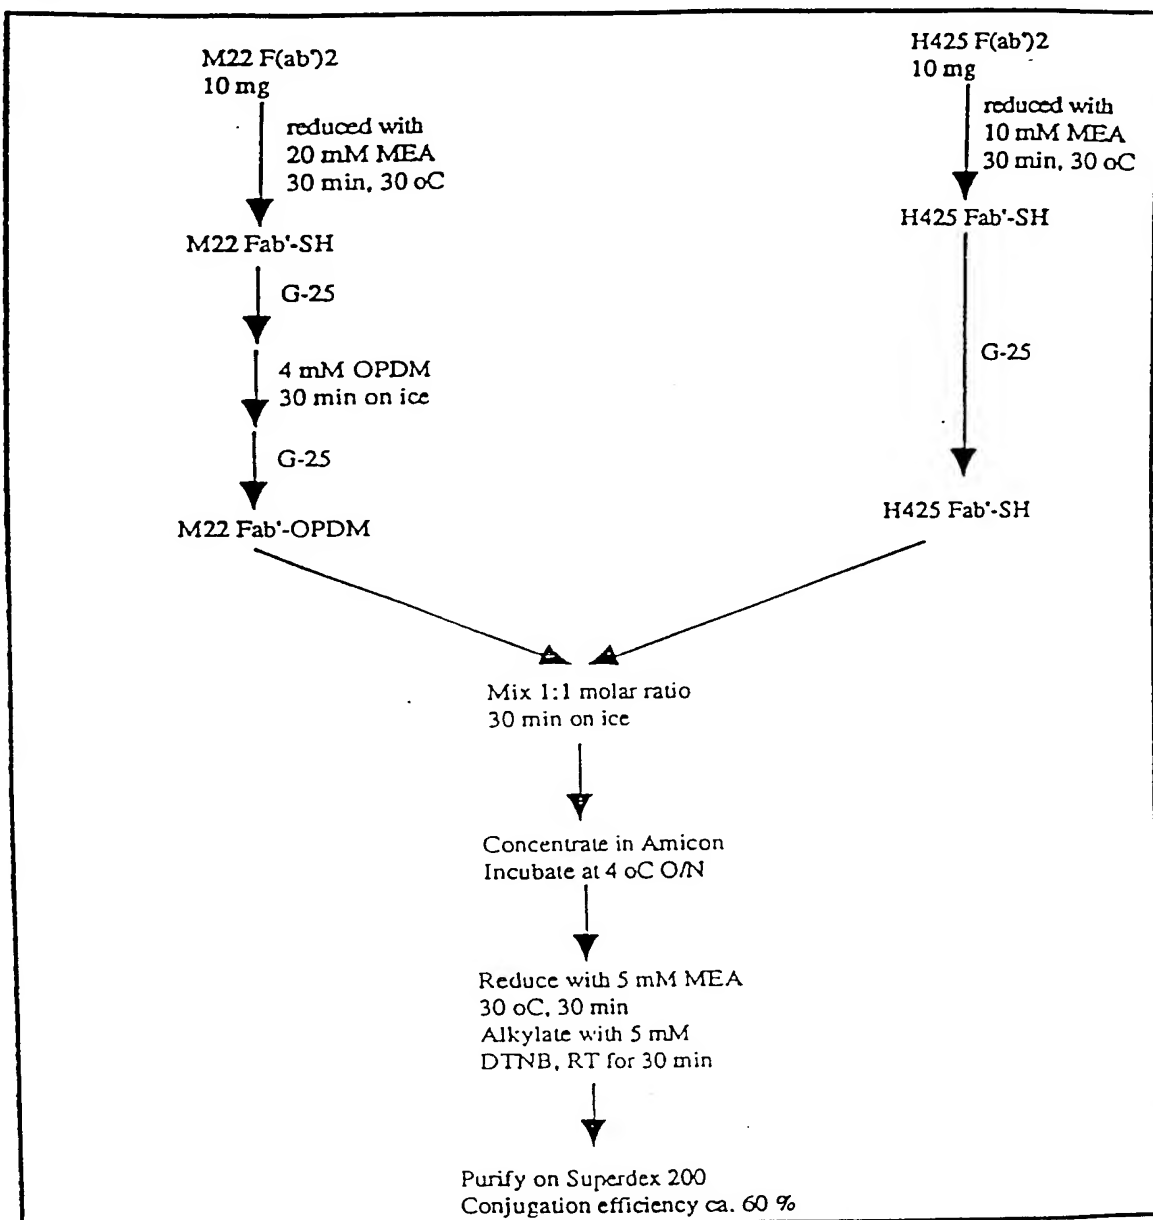 M22 F(ab')2
10 mg
reduced with
20 mM MEA
30 min, 30 oC
M22 Fab'-SH
G-25
4 mM OPDM
30 min on ice
G-25
M22 Fab'-OPDM
H425 F(ab')2
10 mg
reduced with
10 mM MEA
30 min, 30 oC
H425 Fab'-SH
G-25
H425 Fab'-SH
Mix 1:1 molar ratio
30 min on ice
Concentrate in Amicon
Incubate at 4 oC O/N
Reduce with 5 mM MEA
30 oC, 30 min
Alkylate with 5 mM
DTNB, RT for 30 min
Purify on Superdex 200
Conjugation efficiency ca. 60 %